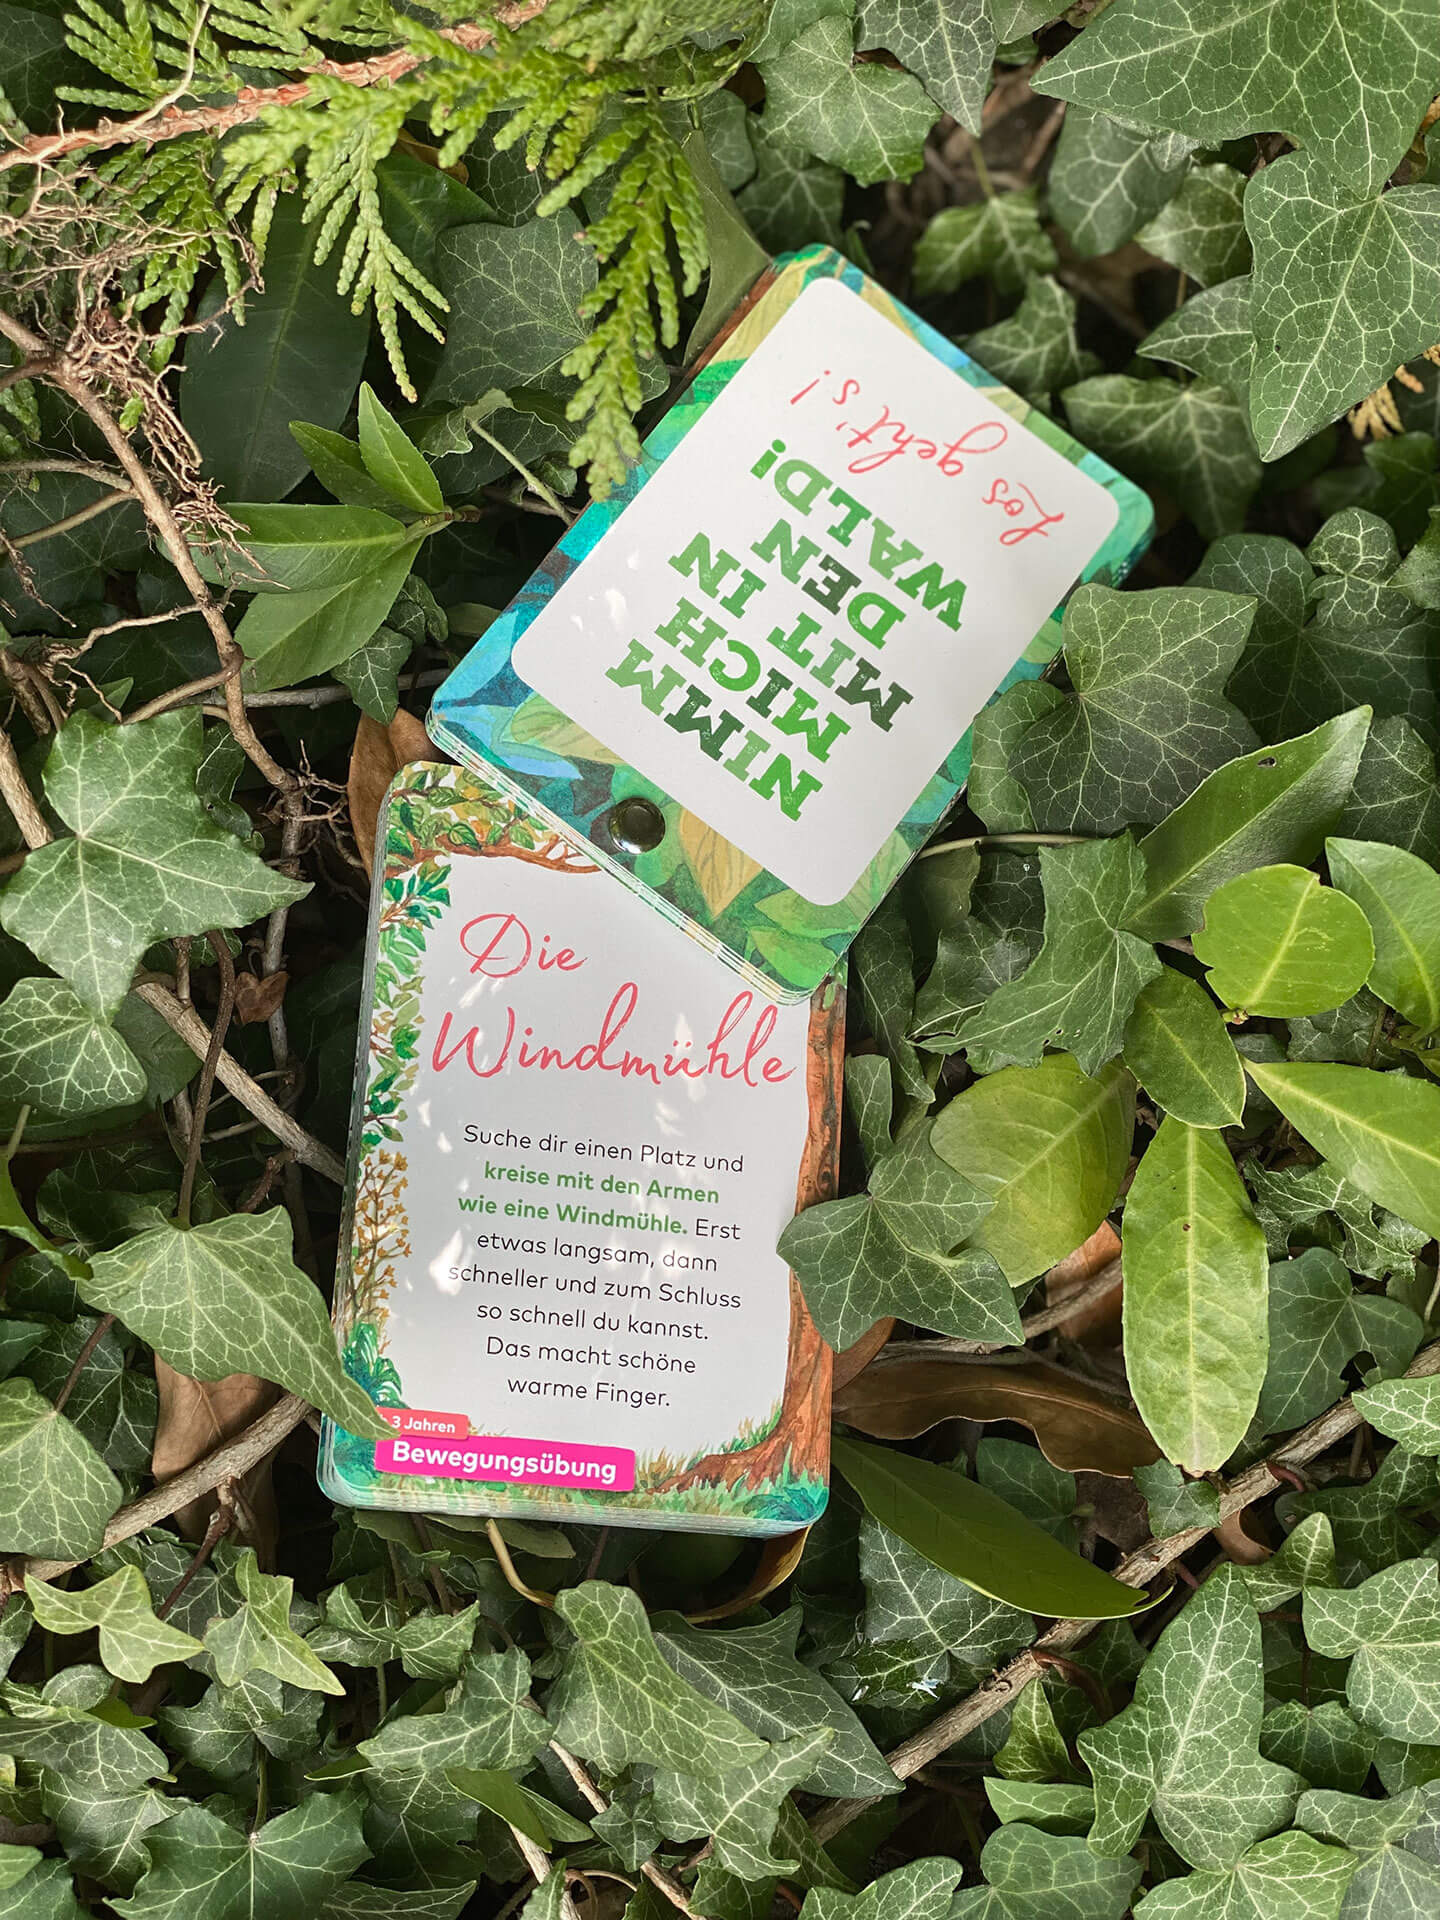 NIMM
MICH IN
MIT DEN
WALD!
Los geht's!
Die
Windmühle
Suche dir einen Platz und
kreise mit den Armen
wie eine Windmühle. Erst
etwas langsam, dann
schneller und zum Schluss
so schnell du kannst.
Das macht schöne
warme Finger.
3 Jahren
Bewegungsübung